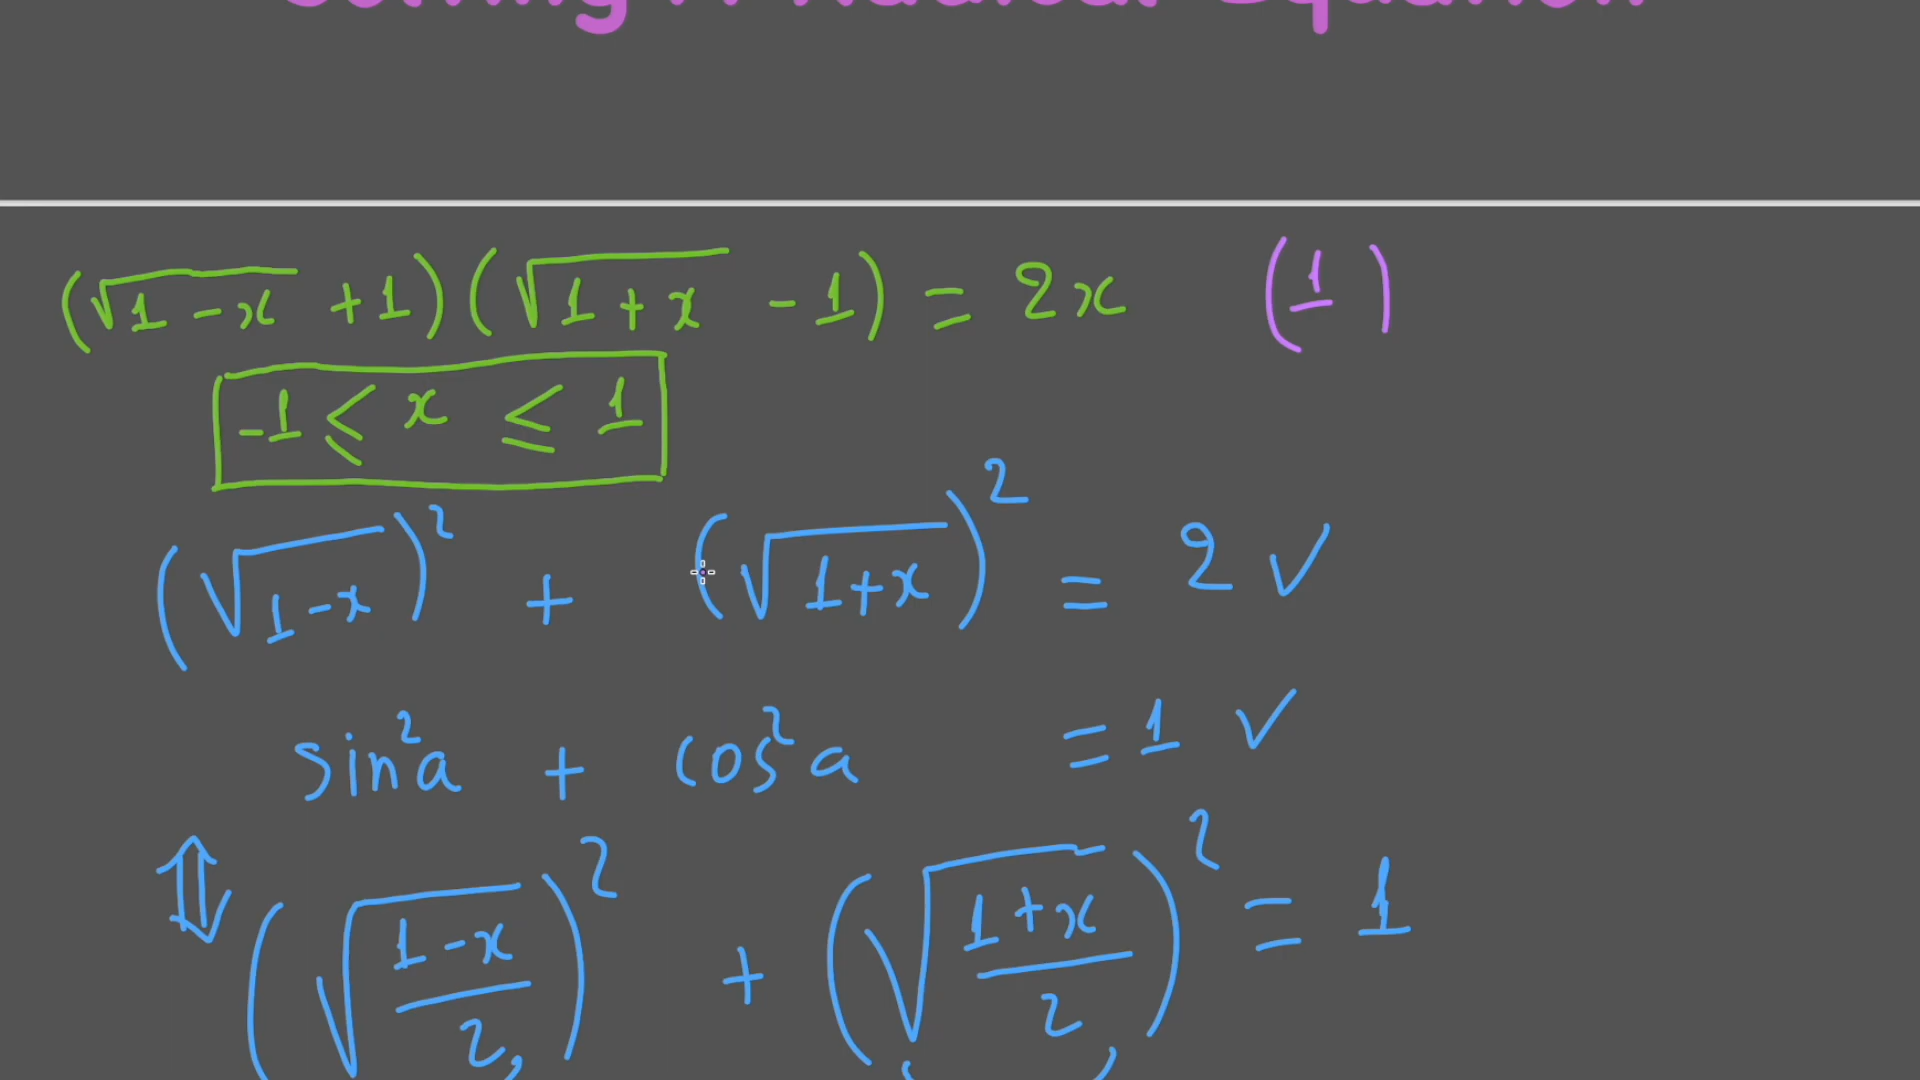 (√1-x +1)(√1+x -1) = 2x (1)
-1 ≤ x ≤ 1
(√1-x)² + (√1+x)² = 2 ✓
sin²a + cos²a = 1 ✓
⇕ (√(1-x)/2)² + (√(1+x)/2)² = 1